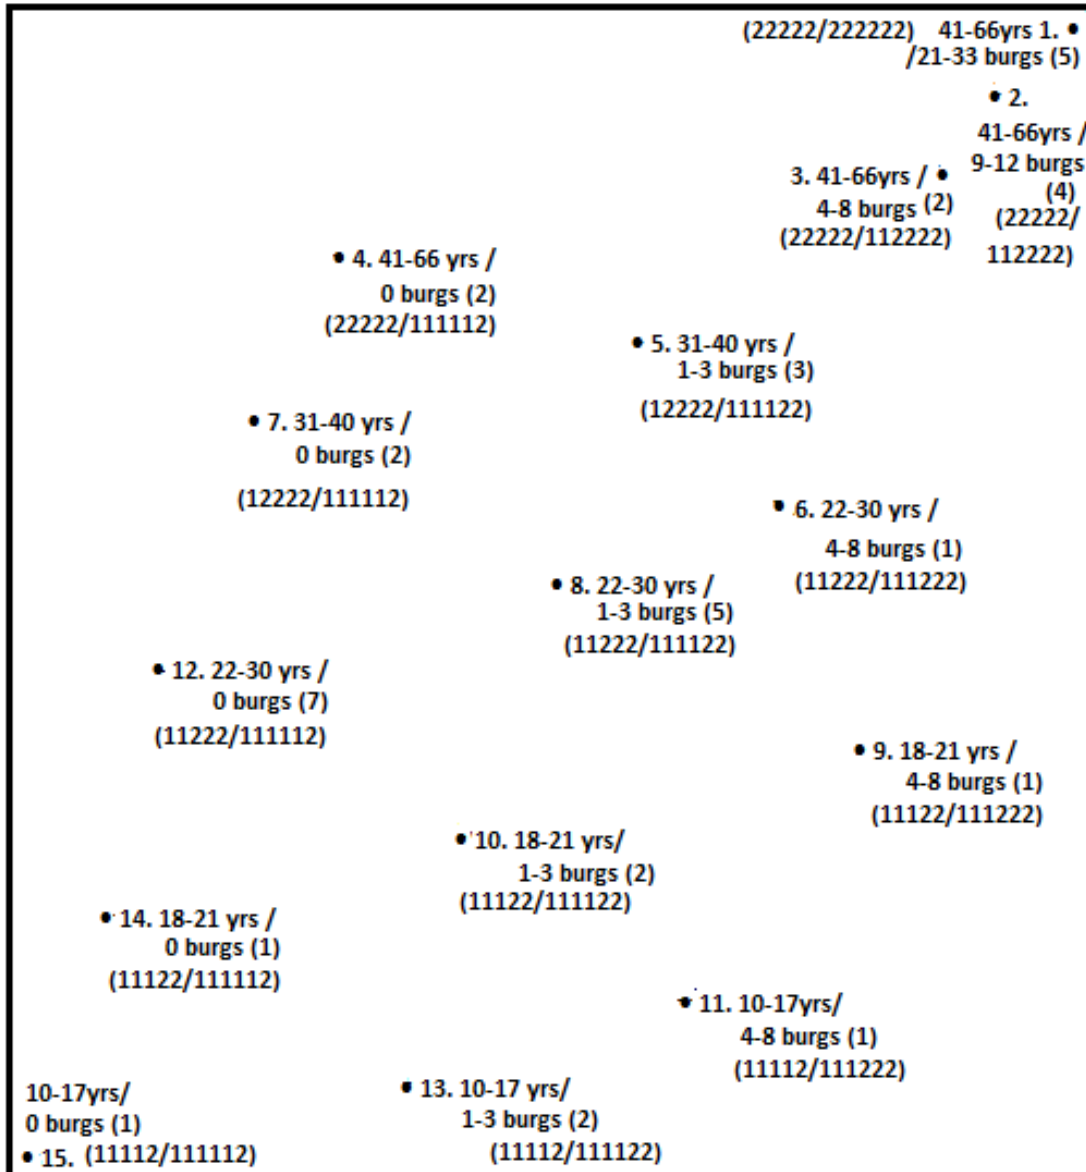 (22222/222222) 41-66yrs 1.
/21-33 burgs (5)
2.
41-66yrs /
9-12 burgs
(4)
(22222/
112222)
3. 41-66yrs /
4-8 burgs (2)
(22222/112222)
4. 41-66 yrs /
0 burgs (2)
(22222/111112)
5. 31-40 yrs /
1-3 burgs (3)
(12222/111122)
7. 31-40 yrs /
0 burgs (2)
(12222/111112)
6. 22-30 yrs /
4-8 burgs (1)
(11222/111222)
8. 22-30 yrs /
1-3 burgs (5)
(11222/111122)
12. 22-30 yrs /
0 burgs (7)
(11222/111112)
9. 18-21 yrs /
4-8 burgs (1)
(11122/111222)
10. 18-21 yrs/
1-3 burgs (2)
(11122/111122)
14. 18-21 yrs /
0 burgs (1)
(11122/111112)
11. 10-17yrs/
4-8 burgs (1)
(11112/111222)
10-17yrs/
0 burgs (1)
15. (11112/111112)
13. 10-17 yrs/
1-3 burgs (2)
(11112/111122)